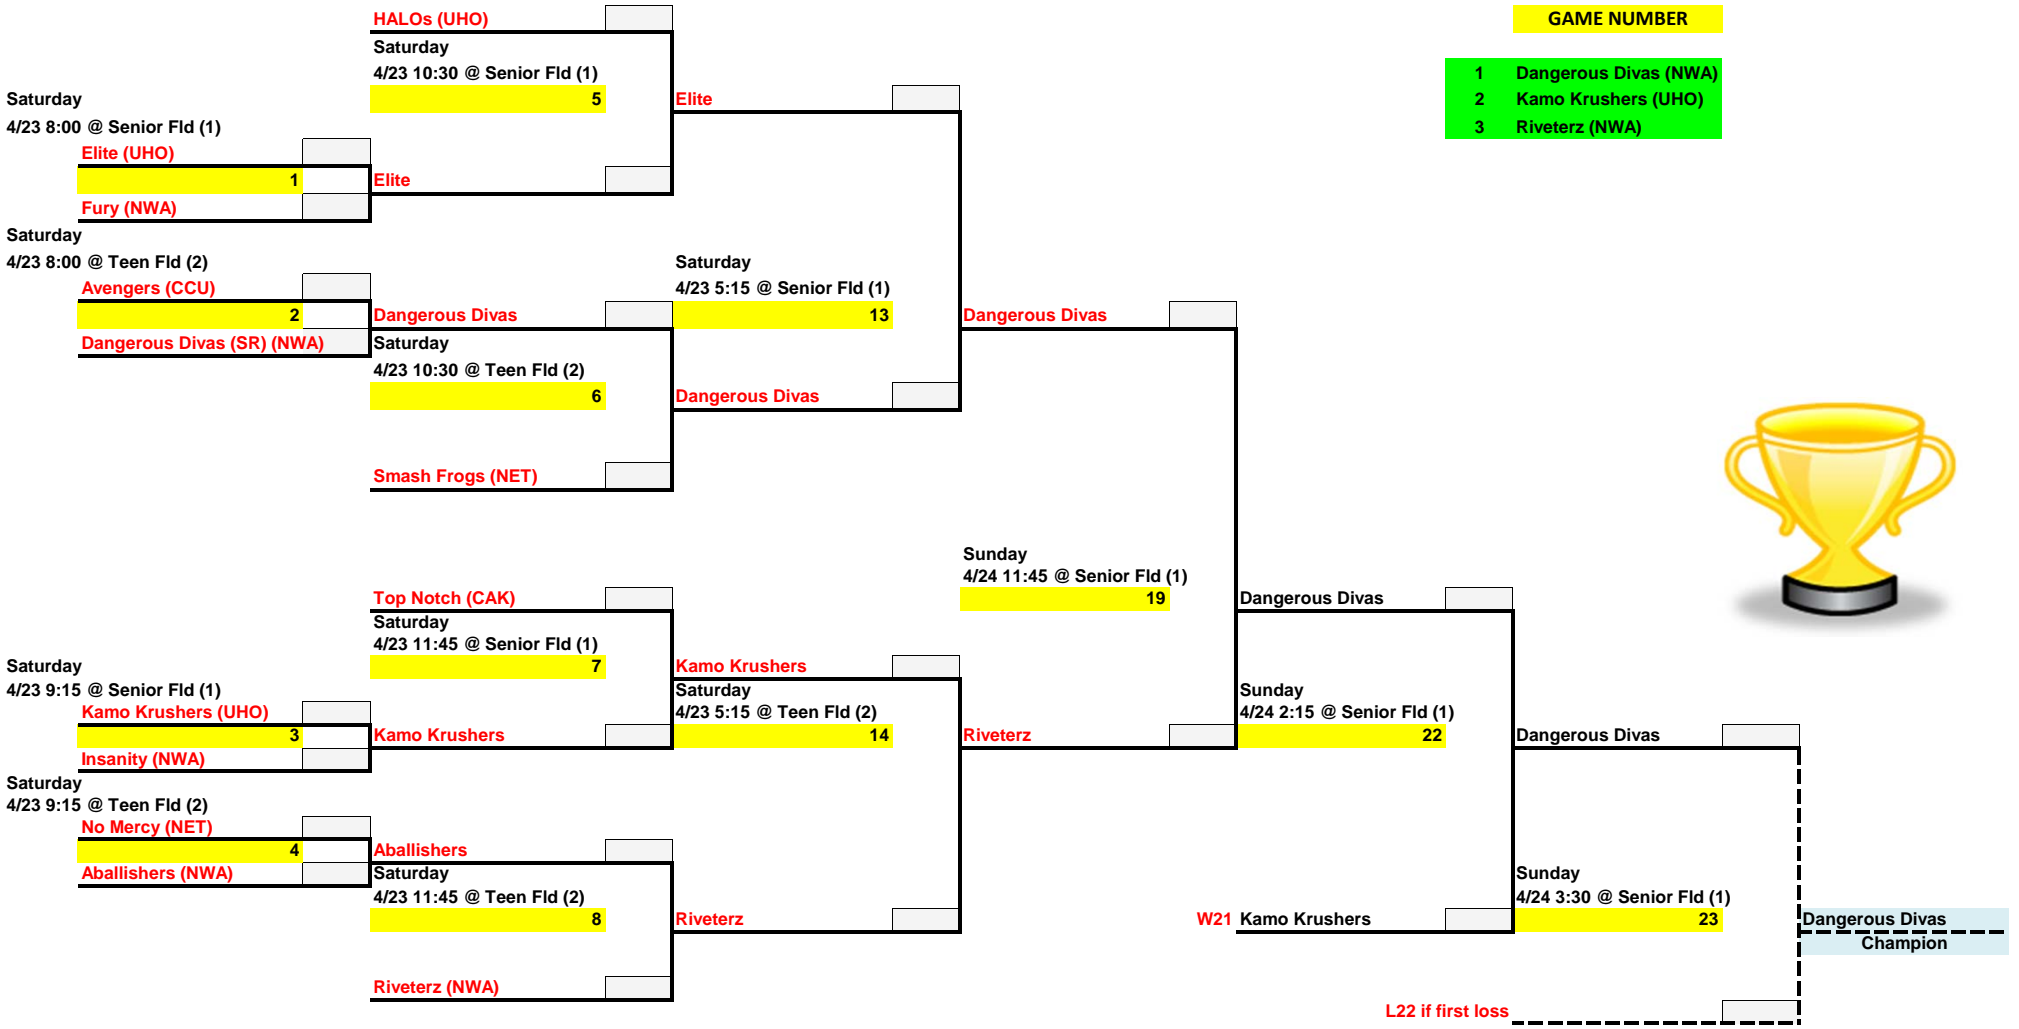 HALOs (UHO)
GAME NUMBER
Saturday
4/23 10:30 @ Senior Fld (1)
1 Dangerous Divas (NWA)
Saturday
5
Elite
2 Kamo Krushers (UHO)
4/23 8:00 @ Senior Fld (1)
3 Riveterz (NWA)
Elite (UHO)
1
Elite
Fury (NWA)
Saturday
4/23 8:00 @ Teen Fld (2)
Saturday
Avengers (CCU)
4/23 5:15 @ Senior Fld (1)
2
Dangerous Divas
13
Dangerous Divas
Dangerous Divas (SR) (NWA)
Saturday
4/23 10:30 @ Teen Fld (2)
6
Dangerous Divas
Smash Frogs (NET)
Sunday
4/24 11:45 @ Senior Fld (1)
Top Notch (CAK)
19
Dangerous Divas
Saturday
4/23 11:45 @ Senior Fld (1)
Saturday
7
Kamo Krushers
4/23 9:15 @ Senior Fld (1)
Saturday
Sunday
Kamo Krushers (UHO)
4/23 5:15 @ Teen Fld (2)
4/24 2:15 @ Senior Fld (1)
3
Kamo Krushers
14
Riveterz
22
Dangerous Divas
Insanity (NWA)
Saturday
4/23 9:15 @ Teen Fld (2)
No Mercy (NET)
4
Aballishers
Aballishers (NWA)
Saturday
Sunday
4/23 11:45 @ Teen Fld (2)
4/24 3:30 @ Senior Fld (1)
8
Riveterz
W21 Kamo Krushers
23
Dangerous Divas
Champion
Riveterz (NWA)
L22 if first loss